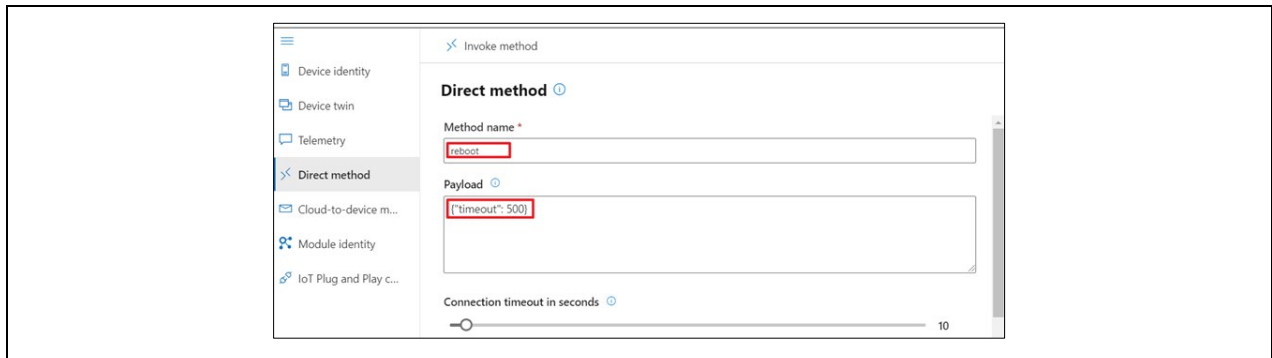 Invoke method
Device identity
Direct method
Device twin
Method name *
Telemetry
reboot
Direct method
Payload
Cloud-to-device m...
{"timeout": 500}
Module identity
IoT Plug and Play c...
Connection timeout in seconds
10